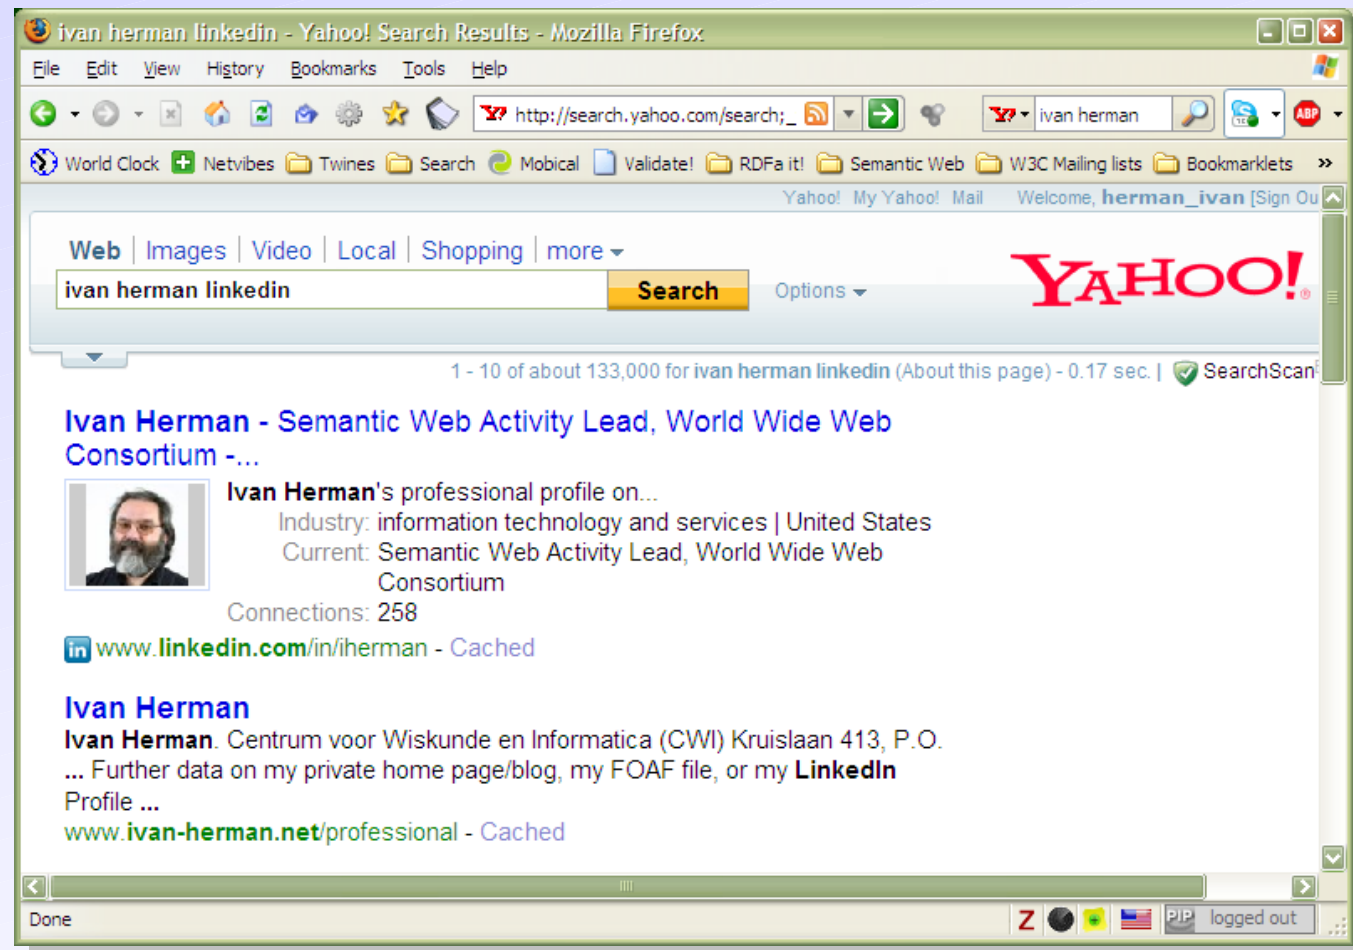 ivan herman linkedin - Yahoo! Search Results - Mozilla Firefox
File Edit View History Bookmarks Tools Help
http://search.yahoo.com/search;_ ivan herman ABP
World Clock Netvibes Twines Search Mobical Validate! RDFa it! Semantic Web W3C Mailing lists Bookmarklets »
Yahoo! My Yahoo! Mail Welcome, herman_ivan [Sign Ou
Web | Images | Video | Local | Shopping | more
YAHOO!
ivan herman linkedin Search Options
1 - 10 of about 133,000 for ivan herman linkedin (About this page) - 0.17 sec. | SearchScan
Ivan Herman - Semantic Web Activity Lead, World Wide Web
Consortium -...
Ivan Herman's professional profile on...
Industry: information technology and services | United States
Current: Semantic Web Activity Lead, World Wide Web
Consortium
Connections: 258
in www.linkedin.com/in/iherman - Cached
Ivan Herman
Ivan Herman. Centrum voor Wiskunde en Informatica (CWI) Kruislaan 413, P.O.
... Further data on my private home page/blog, my FOAF file, or my LinkedIn
Profile ...
www.ivan-herman.net/professional - Cached
Done Z PIP logged out